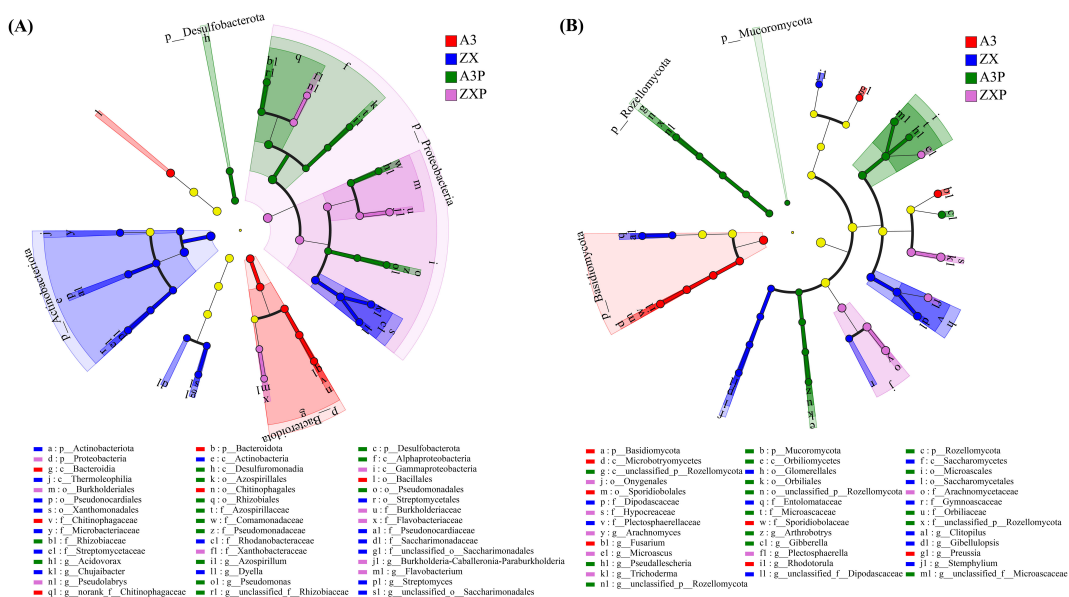 (A)
p__Desulfobacterota
A3
ZX
A3P
ZXP
p__Proteobacteria
p__Actinobacteriota
p__Bacteroidota
a : p__Actinobacteriota b : p__Bacteroidota c : p__Desulfobacterota
d : p__Proteobacteria e : c__Actinobacteria f : c__Alphaproteobacteria
g : c__Bacteroidia h : c__Desulfuromonadia i : c__Gammaproteobacteria
j : c__Thermoleophilia k : o__Azospirillales l : o__Bacillales
m : o__Burkholderiales n : o__Chitinophagales o : o__Pseudomonadales
p : o__Pseudonocardiales q : o__Rhizobiales r : o__Streptomycetales
s : o__Xanthomonadales t : f__Azospirillaceae u : f__Burkholderiaceae
v : f__Chitinophagaceae w : f__Comamonadaceae x : f__Flavobacteriaceae
y : f__Microbacteriaceae z : f__Pseudomonadaceae a1 : f__Pseudonocardiaceae
b1 : f__Rhizobiaceae c1 : f__Rhodanobacteraceae d1 : f__Saccharimonadaceae
e1 : f__Streptomycetaceae f1 : f__Xanthobacteraceae g1 : f__unclassified_o__Saccharimonadales
h1 : g__Acidovorax i1 : g__Azospirillum j1 : g__Burkholderia-Caballeronia-Paraburkholderia
k1 : g__Chujaibacter l1 : g__Dyella m1 : g__Flavobacterium
n1 : g__Pseudolabrys o1 : g__Pseudomonas p1 : g__Streptomyces
q1 : g__norank_f__Chitinophagaceae r1 : g__unclassified_f__Rhizobiaceae s1 : g__unclassified_o__Saccharimonadales
(B)
p__Mucoromycota
A3
ZX
A3P
ZXP
p__Rozellomycota
p__Basidiomycota
a : p__Basidiomycota b : p__Mucoromycota c : p__Rozellomycota
d : c__Microbotryomycetes e : c__Orbiliomycetes f : c__Saccharomycetes
g : c__unclassified_p__Rozellomycota h : o__Glomerellales i : o__Microascales
j : o__Onygenales k : o__Orbiliales l : o__Saccharomycetales
m : o__Sporidiobolales n : o__unclassified_p__Rozellomycota o : f__Arachnomycetaceae
p : f__Dipodascaceae q : f__Entolomataceae r : f__Gymnoascaceae
s : f__Hypocreaceae t : f__Microascaceae u : f__Orbiliaceae
v : f__Plectosphaerellaceae w : f__Sporidiobolaceae x : f__unclassified_p__Rozellomycota
y : g__Arachnomyces z : g__Arthrobotrys a1 : g__Clitopilus
b1 : g__Fusarium c1 : g__Gibberella d1 : g__Gibellulopsis
e1 : g__Microascus f1 : g__Plectosphaerella g1 : g__Preussia
h1 : g__Pseudallescheria i1 : g__Rhodotorula j1 : g__Stemphylium
k1 : g__Trichoderma l1 : g__unclassified_f__Dipodascaceae m1 : g__unclassified_f__Microascaceae
n1 : g__unclassified_p__Rozellomycota